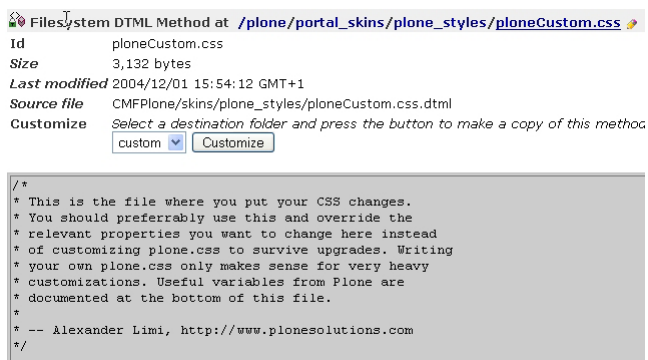 Filesystem DTML Method at /plone/portal_skins/plone_styles/ploneCustom.css
Id ploneCustom.css
Size 3,132 bytes
Last modified 2004/12/01 15:54:12 GMT+1
Source file CMFPlone/skins/plone_styles/ploneCustom.css.dtml
Customize Select a destination folder and press the button to make a copy of this method
custom Customize
/*
* This is the file where you put your CSS changes.
* You should preferrably use this and override the
* relevant properties you want to change here instead
* of customizing plone.css to survive upgrades. Writing
* your own plone.css only makes sense for very heavy
* customizations. Useful variables from Plone are
* documented at the bottom of this file.
*
* -- Alexander Limi, http://www.plonesolutions.com
*/